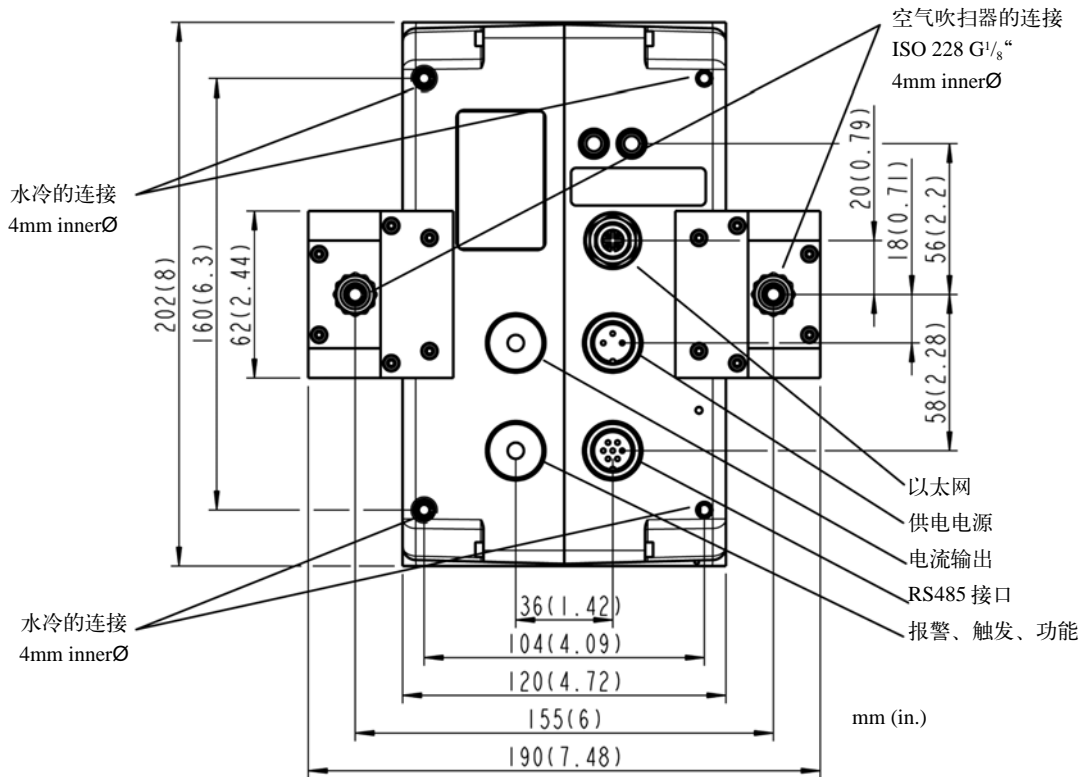 空气吹扫器的连接
ISO 228 G1/8“
4mm innerØ
水冷的连接
4mm innerØ
202(8)
160(6.3)
62(2.44)
20(0.79)
18(0.71)
56(2.2)
58(2.28)
以太网
供电电源
电流输出
RS485 接口
报警、触发、功能
水冷的连接
4mm innerØ
36(1.42)
104(4.09)
120(4.72)
155(6)
190(7.48)
mm (in.)